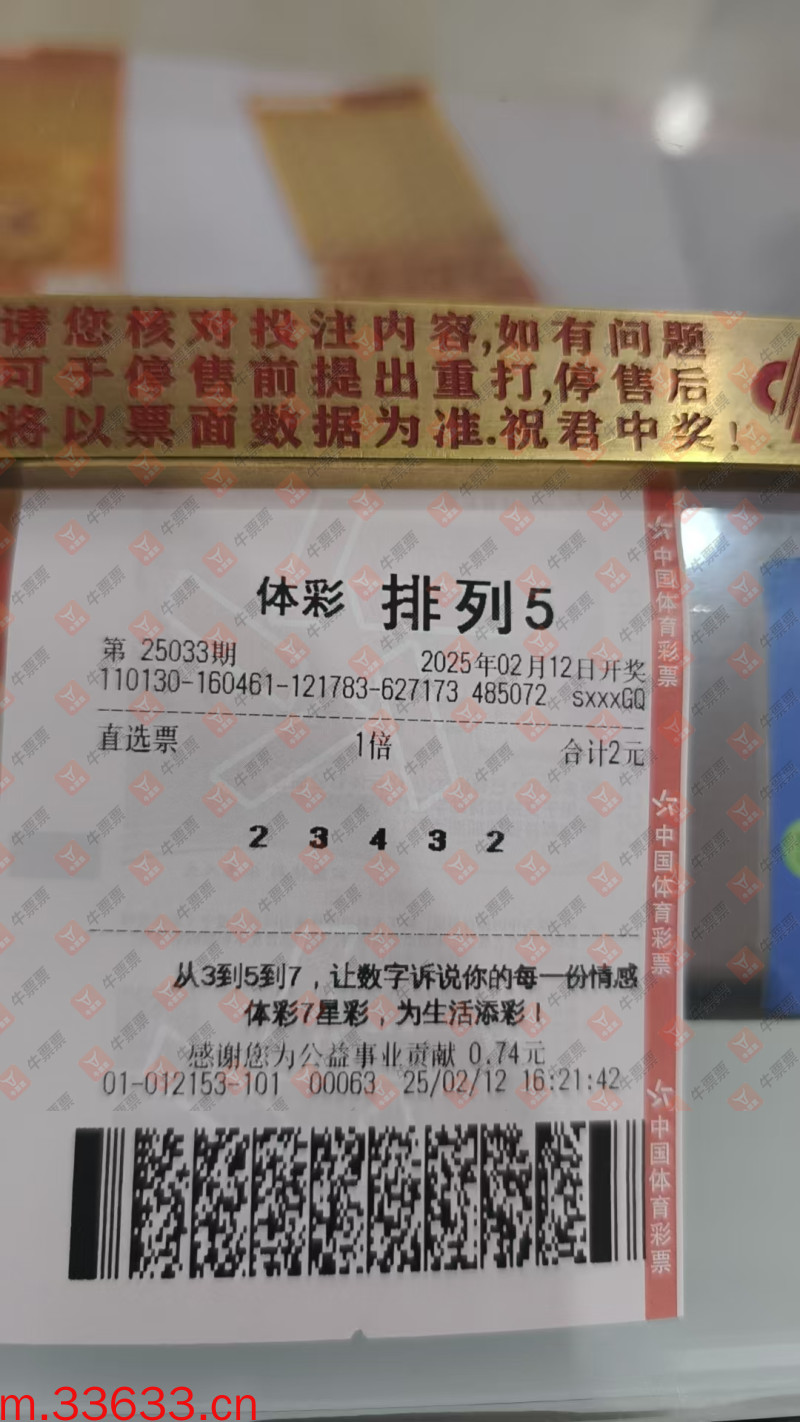 请您核对投注内容,如有问题
可于停售前提出重打,停售后
将以票面数据为准.祝君中奖!
体彩 排列5
第 25033期 2025年02月12日开奖
110130-160461-121783-627173 485072 sxxxGQ
直选票 1倍 合计2元
2 3 4 3 2
从3到5到7，让数字诉说你的每一份情感
体彩7星彩，为生活添彩！
感谢您为公益事业贡献 0.74元
01-012153-101 00063 25/02/12 16:21:42
中国体育彩票
中国体育彩票
中国体育彩票
牛票票
m.33633.cn